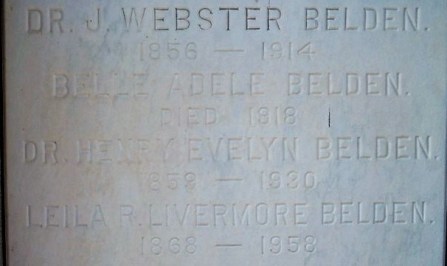 DR. J. WEBSTER BELDEN.
1856 — 1914
BELLE ADELE BELDEN.
DIED 1918
DR. HENRY EVELYN BELDEN.
1859 — 1930
LEILA R. LIVERMORE BELDEN.
1868 — 1958